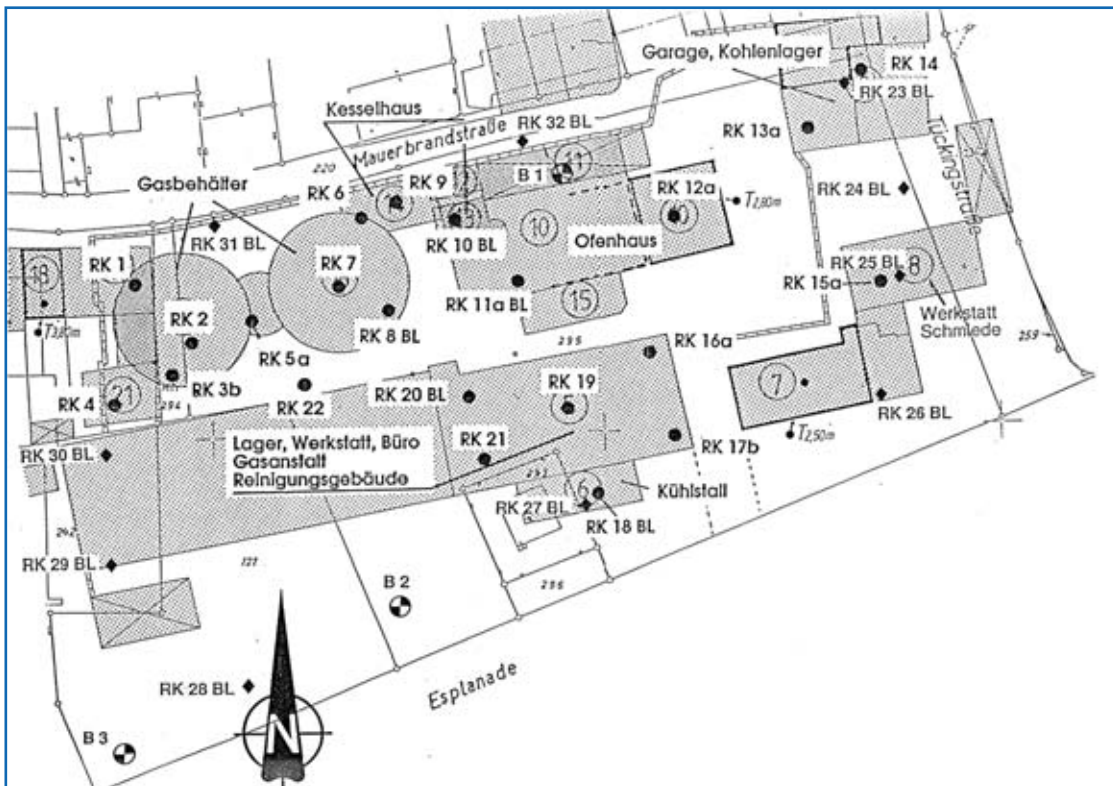 Garage, Kohlenlager
RK 14
Kesselhaus
RK 23 BL
RK 32 BL
Mauerbrandstraße
220
RK 13a
Tückingstraße
11
B 1
Gasbehälter
RK 9
RK 6
14
RK 12a
RK 24 BL
T2,80m
RK 31 BL
RK 10 BL
10
Ofenhaus
18
RK 1
RK 7
RK 25 BL
8
RK 15a
RK 11a BL
15
Werkstatt
Schmiede
RK 2
RK 8 BL
259
RK 5a
295
RK 16a
RK 3b
RK 4
21
294
RK 22
RK 20 BL
RK 19
7
RK 26 BL
T2,50m
Lager, Werkstatt, Büro
Gasanstalt
Reinigungsgebäude
RK 21
RK 17b
RK 30 BL
6
Kühlstall
RK 27 BL
RK 18 BL
242
RK 29 BL
296
B 2
Esplanade
RK 28 BL
B 3
N